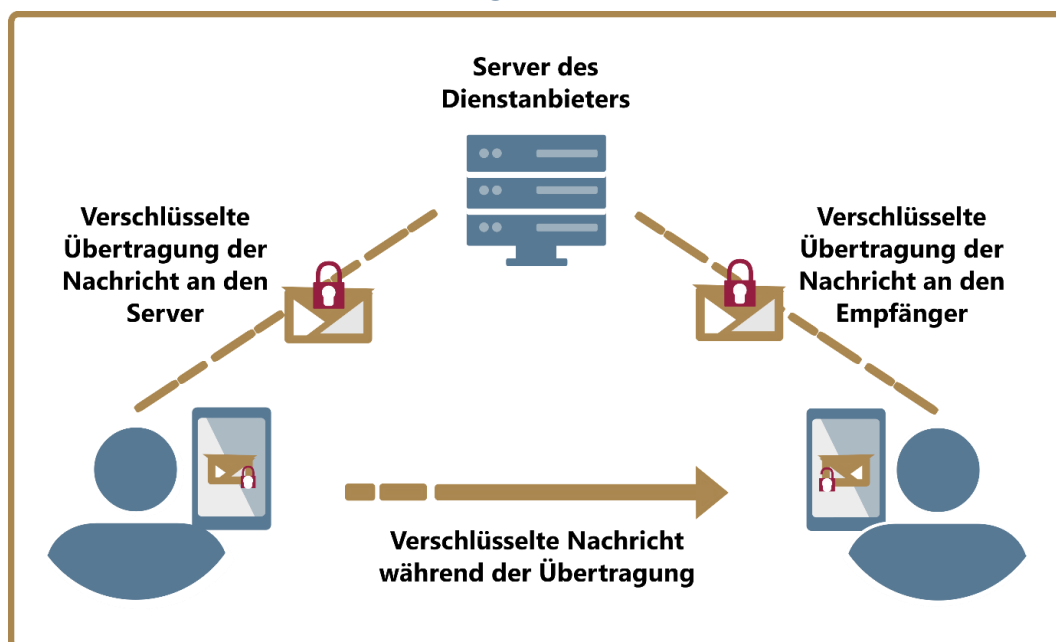 Server des
Dienstanbieters
Verschlüsselte
Übertragung der
Nachricht an den
Server
Verschlüsselte
Übertragung der
Nachricht an den
Empfänger
Verschlüsselte Nachricht
während der Übertragung